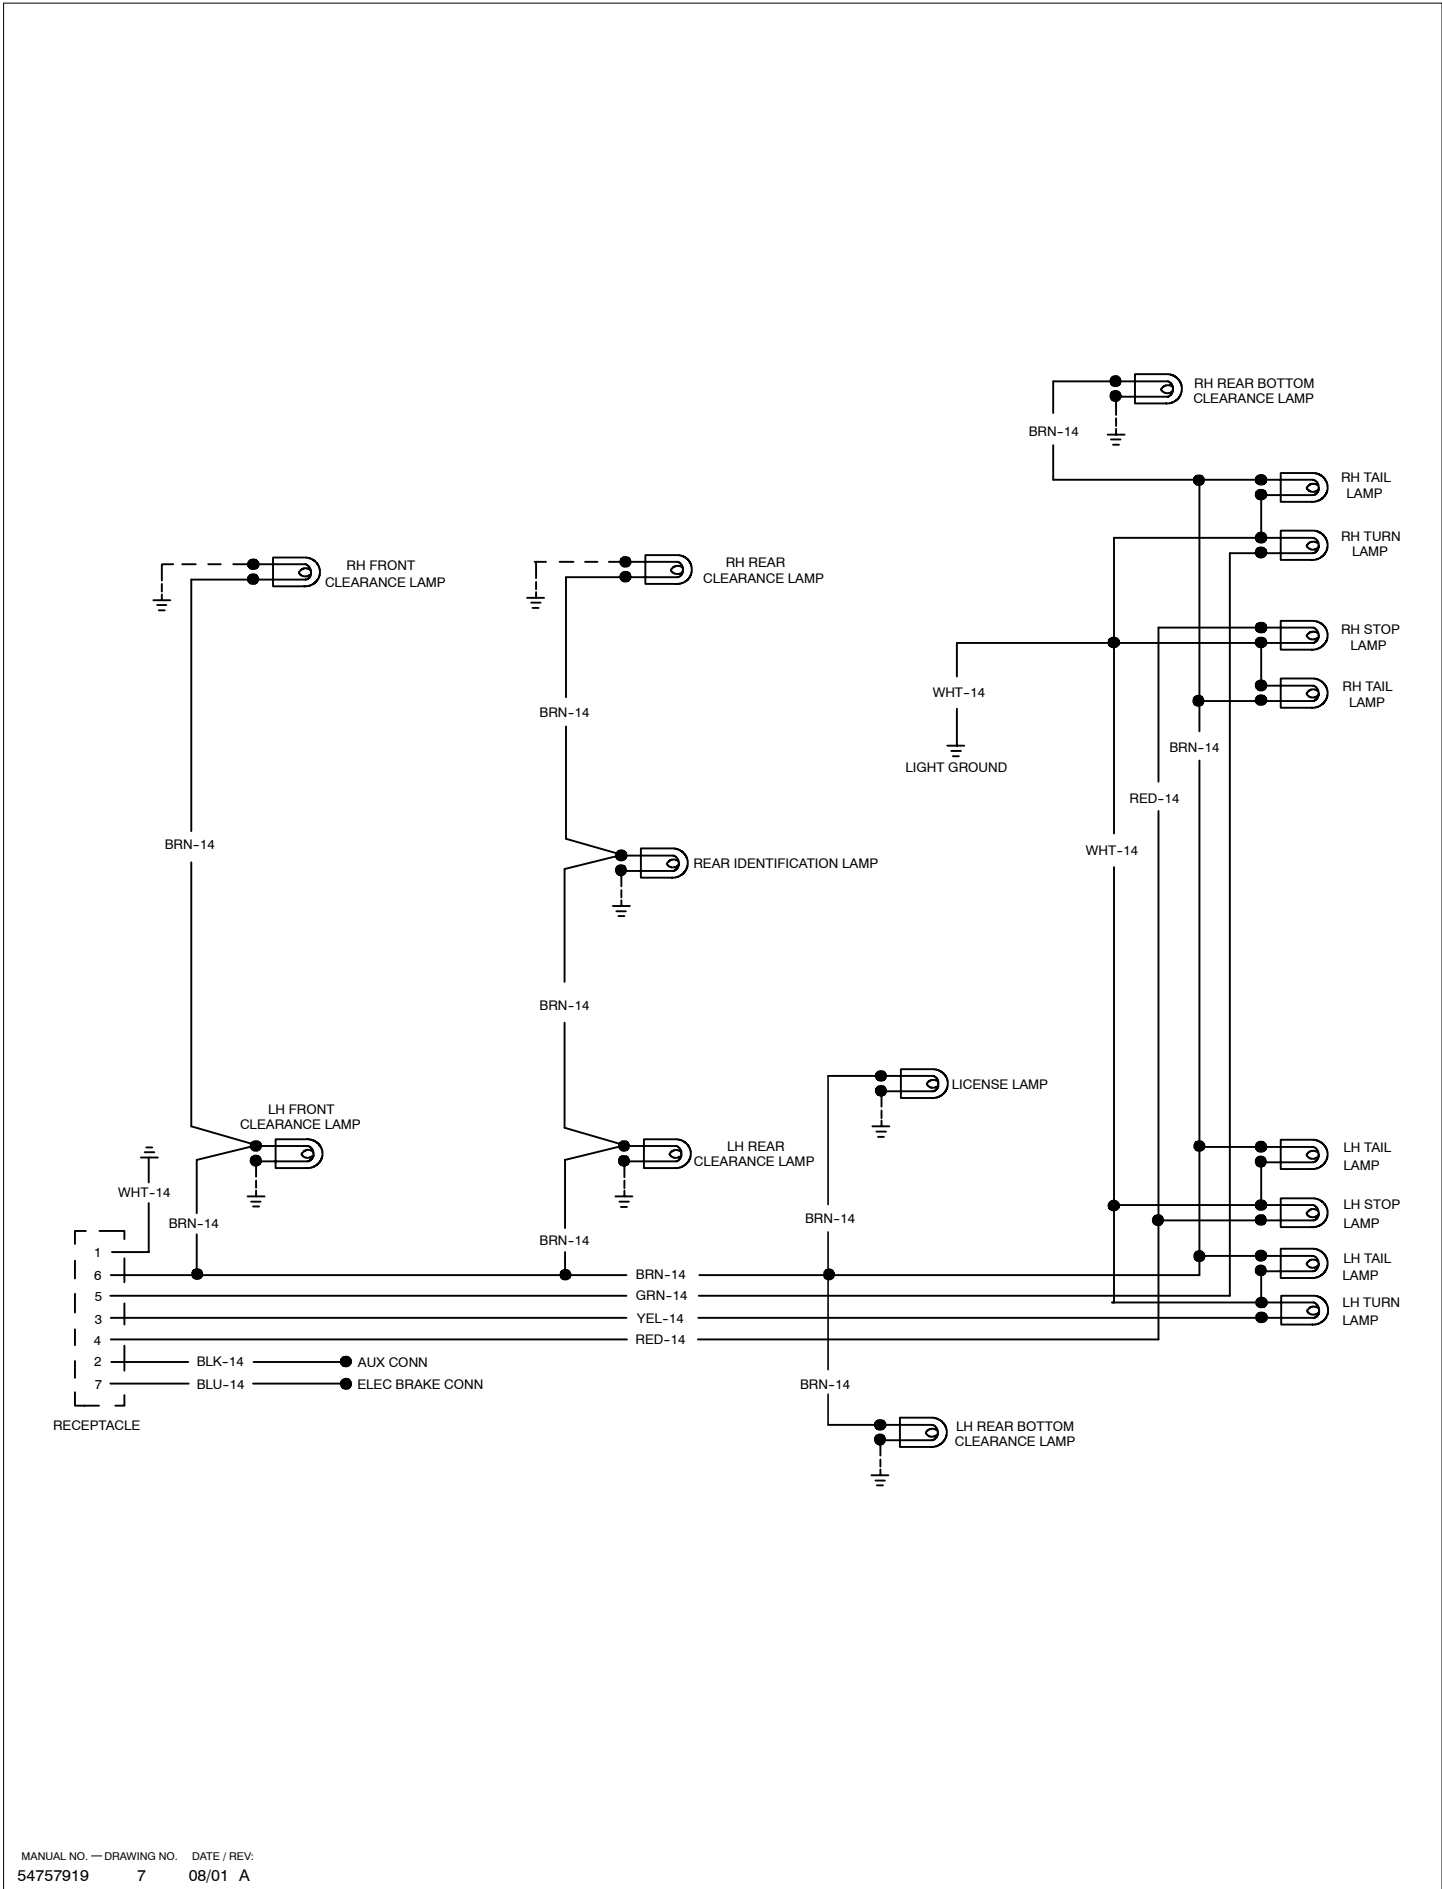 RH REAR BOTTOM
CLEARANCE LAMP
BRN-14
RH TAIL
LAMP
RH TURN
LAMP
RH FRONT
CLEARANCE LAMP
RH REAR
CLEARANCE LAMP
RH STOP
LAMP
RH TAIL
LAMP
WHT-14
BRN-14
BRN-14
LIGHT GROUND
RED-14
BRN-14
WHT-14
REAR IDENTIFICATION LAMP
BRN-14
LICENSE LAMP
LH FRONT
CLEARANCE LAMP
LH REAR
CLEARANCE LAMP
LH TAIL
LAMP
WHT-14
BRN-14
BRN-14
BRN-14
LH STOP
LAMP
1
6
BRN-14
LH TAIL
LAMP
5
GRN-14
LH TURN
LAMP
3
YEL-14
4
RED-14
2
BLK-14
AUX CONN
7
BLU-14
ELEC BRAKE CONN
BRN-14
RECEPTACLE
LH REAR BOTTOM
CLEARANCE LAMP
MANUAL NO. — DRAWING NO. DATE / REV:
54757919 7 08/01 A